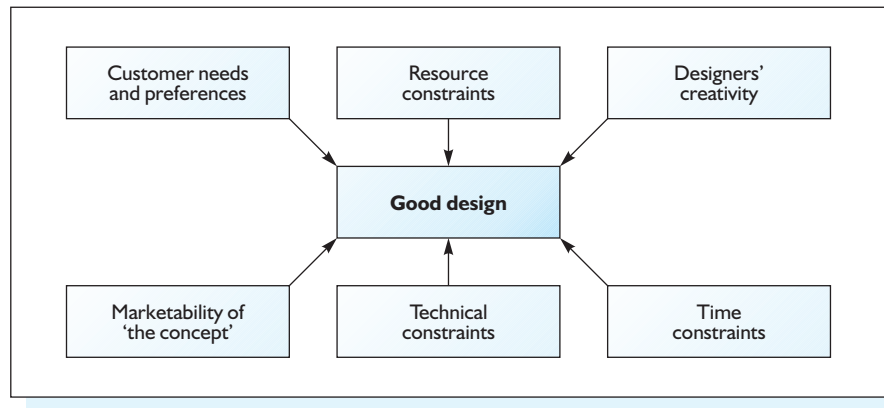 Customer needs
and preferences
Resource
constraints
Designers'
creativity
Good design
Marketability of
'the concept'
Technical
constraints
Time
constraints